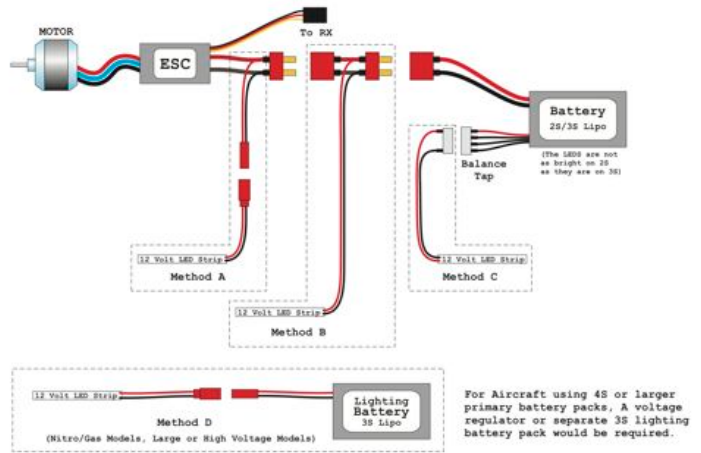 MOTOR
ESC
To RX
Battery
2S/3S Lipo
(The LEDS are not
as bright on 2S
as they are on 3S)
Balance
Tap
12 Volt LED Strip
Method A
12 Volt LED Strip
Method B
12 Volt LED Strip
Method C
12 Volt LED Strip
Method D
(Nitro/Gas Models, Large or High Voltage Models)
Lighting
Battery
3S Lipo
For Aircraft using 4S or larger
primary battery packs, A voltage
regulator or separate 3S lighting
battery pack would be required.